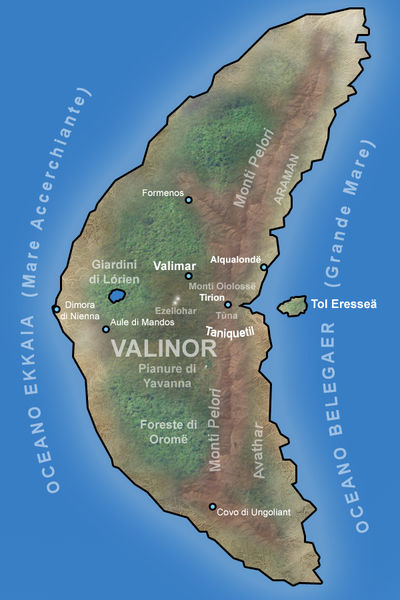 OCEANO EKKAIA (Mare Accerchiante)
Monti Pelori
ARAMAN
Formenos
OCEANO BELEGAER (Grande Mare)
Giardini
di Lórien
Valimar
Alqualondë
Monti Oiolossë
Tirion
Ezellohar
Tùna
Tol Eresseä
Dimora
di Nienna
Aule di Mandos
Taniquetil
VALINOR
Pianure di
Yavanna
Foreste di
Oromë
Monti Pelori
Avathar
Covo di Ungoliant